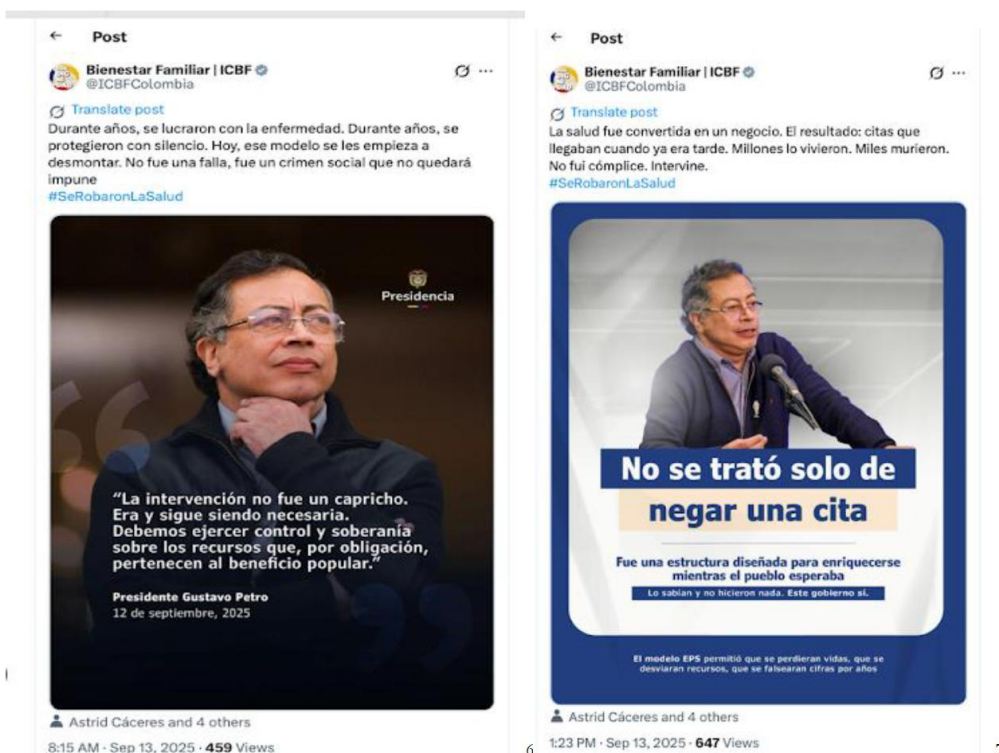 Post
Bienestar Familiar | ICBF
@ICBFColombia
Translate post
Durante años, se lucraron con la enfermedad. Durante años, se
protegieron con silencio. Hoy, ese modelo se les empieza a
desmontar. No fue una falla, fue un crimen social que no quedará
impune
#SeRobaronLaSalud
Presidencia
“La intervención no fue un capricho.
Era y sigue siendo necesaria.
Debemos ejercer control y soberanía
sobre los recursos que, por obligación,
pertenecen al beneficio popular.”
Presidente Gustavo Petro
12 de septiembre, 2025
Astrid Cáceres and 4 others
8:15 AM · Sep 13, 2025 · 459 Views
Post
Bienestar Familiar | ICBF
@ICBFColombia
Translate post
La salud fue convertida en un negocio. El resultado: citas que
llegaban cuando ya era tarde. Millones lo vivieron. Miles murieron.
No fui cómplice. Intervine.
#SeRobaronLaSalud
No se trató solo de
negar una cita
Fue una estructura diseñada para enriquecerse
mientras el pueblo esperaba
Lo sabían y no hicieron nada. Este gobierno sí.
El modelo EPS permitió que se perdieran vidas, que se
desviaran recursos, que se falsearan cifras por años
Astrid Cáceres and 4 others
6
1:23 PM · Sep 13, 2025 · 647 Views